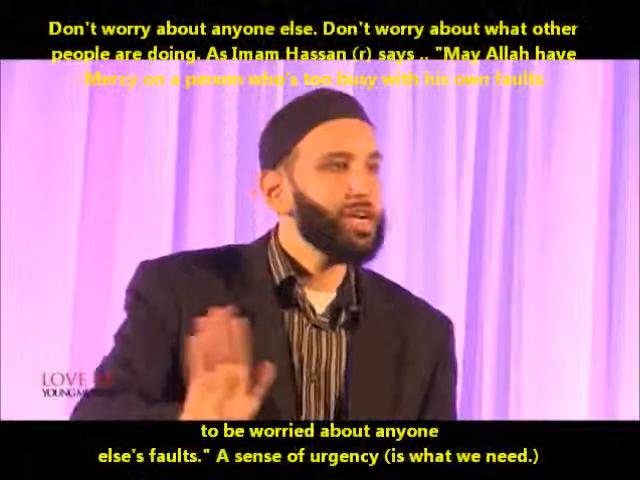 Don't worry about anyone else. Don't worry about what other
people are doing. As Imam Hassan (r) says .. "May Allah have
Mercy on a person who's too busy with his own faults
LOVE
YOUNG
to be worried about anyone
else's faults." A sense of urgency (is what we need.)